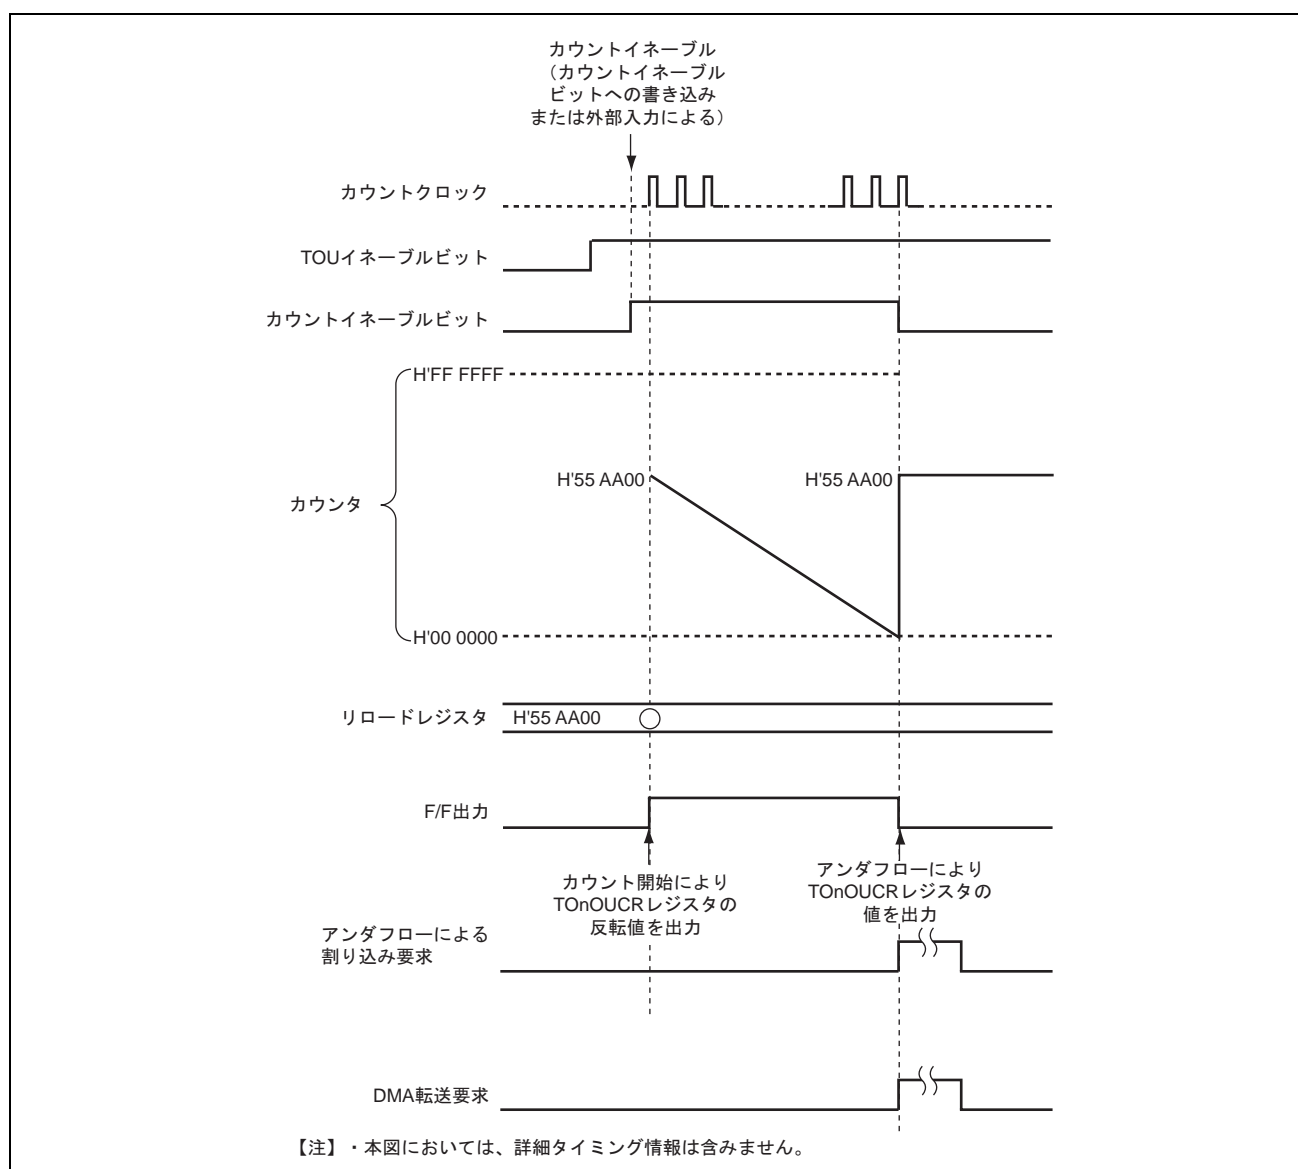 カウントイネーブル
(カウントイネーブル
ビットへの書き込み
または外部入力による)
カウントクロック
TOUイネーブルビット
カウントイネーブルビット
H'FF FFFF
H'55 AA00
H'55 AA00
カウンタ
H'00 0000
リロードレジスタ
H'55 AA00
F/F出力
カウント開始により
TOnOUCRレジスタの
反転値を出力
アンダフローにより
TOnOUCRレジスタの
値を出力
アンダフローによる
割り込み要求
DMA転送要求
【注】・本図においては、詳細タイミング情報は含みません。